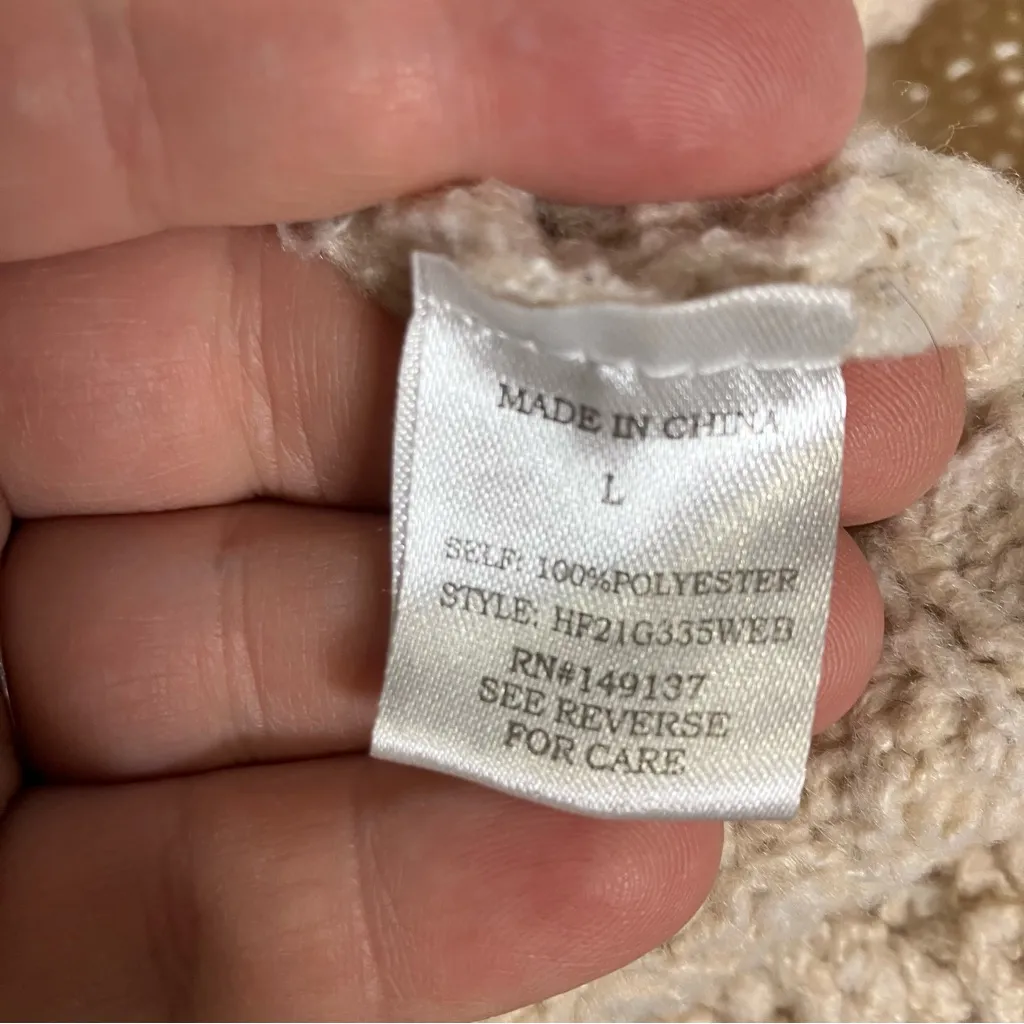 MADE IN CHINA
L
SELF: 100%POLYESTER
STYLE: HF21G335WEB
RN#149137
SEE REVERSE
FOR CARE